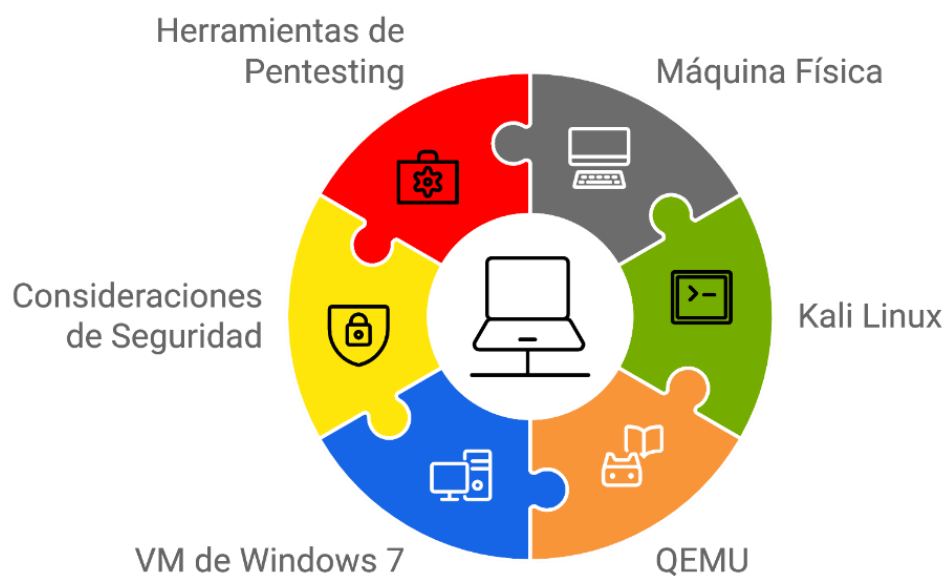 Herramientas de
Pentesting
Máquina Física
Consideraciones
de Seguridad
Kali Linux
VM de Windows 7
QEMU